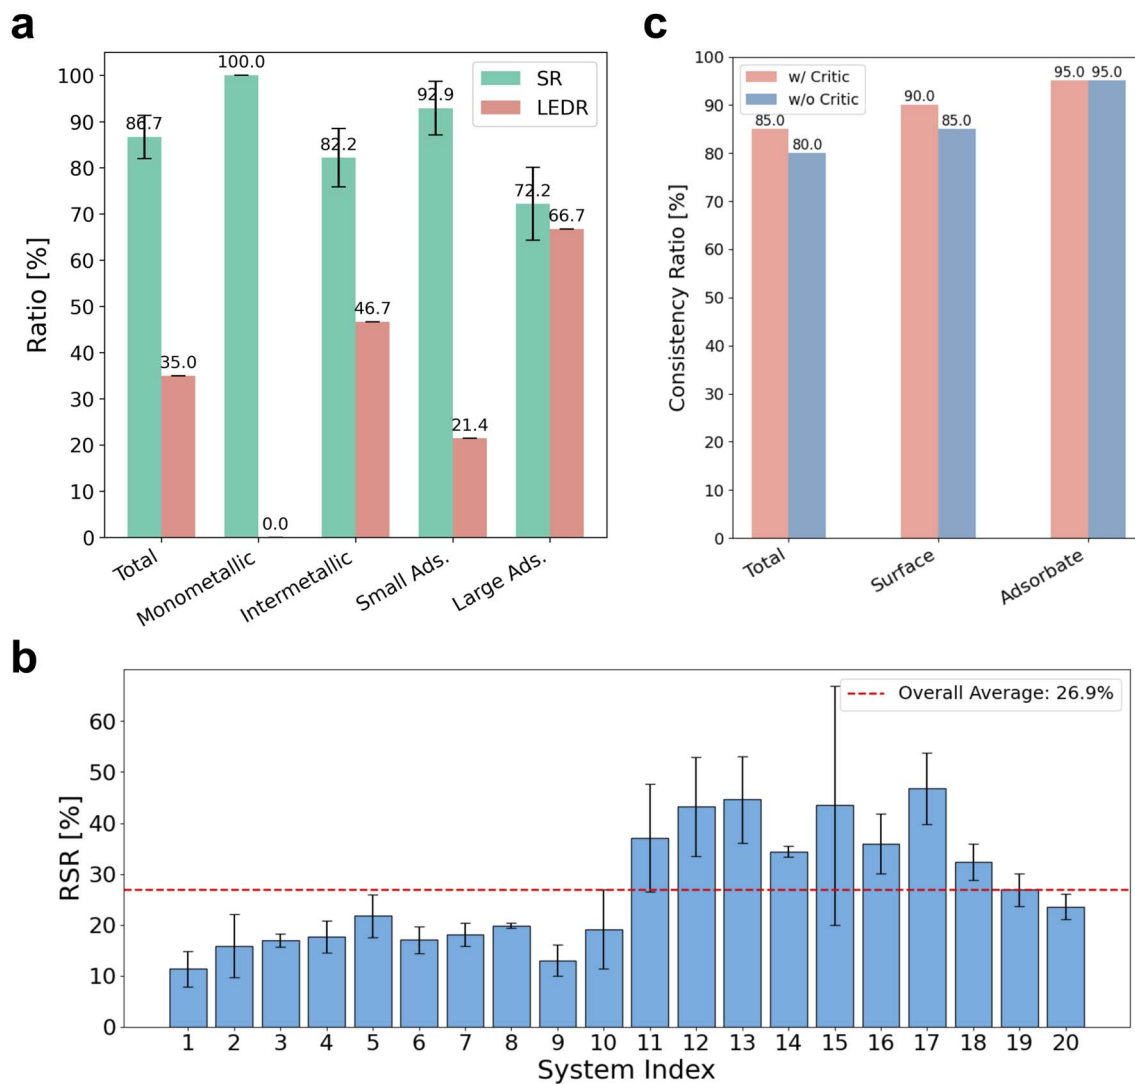 a
100
90
80
70
60
50
40
30
20
10
0
Ratio [%]
SR
LEDR
86.7
35.0
100.0
0.0
82.2
46.7
92.9
21.4
72.2
66.7
Total
Monometallic
Intermetallic
Small Ads.
Large Ads.
c
100
90
80
70
60
50
40
30
20
10
0
Consistency Ratio [%]
w/ Critic
w/o Critic
85.0
80.0
90.0
85.0
95.0 95.0
Total
Surface
Adsorbate
b
60
50
40
30
20
10
0
RSR [%]
Overall Average: 26.9%
1 2 3 4 5 6 7 8 9 10 11 12 13 14 15 16 17 18 19 20
System Index